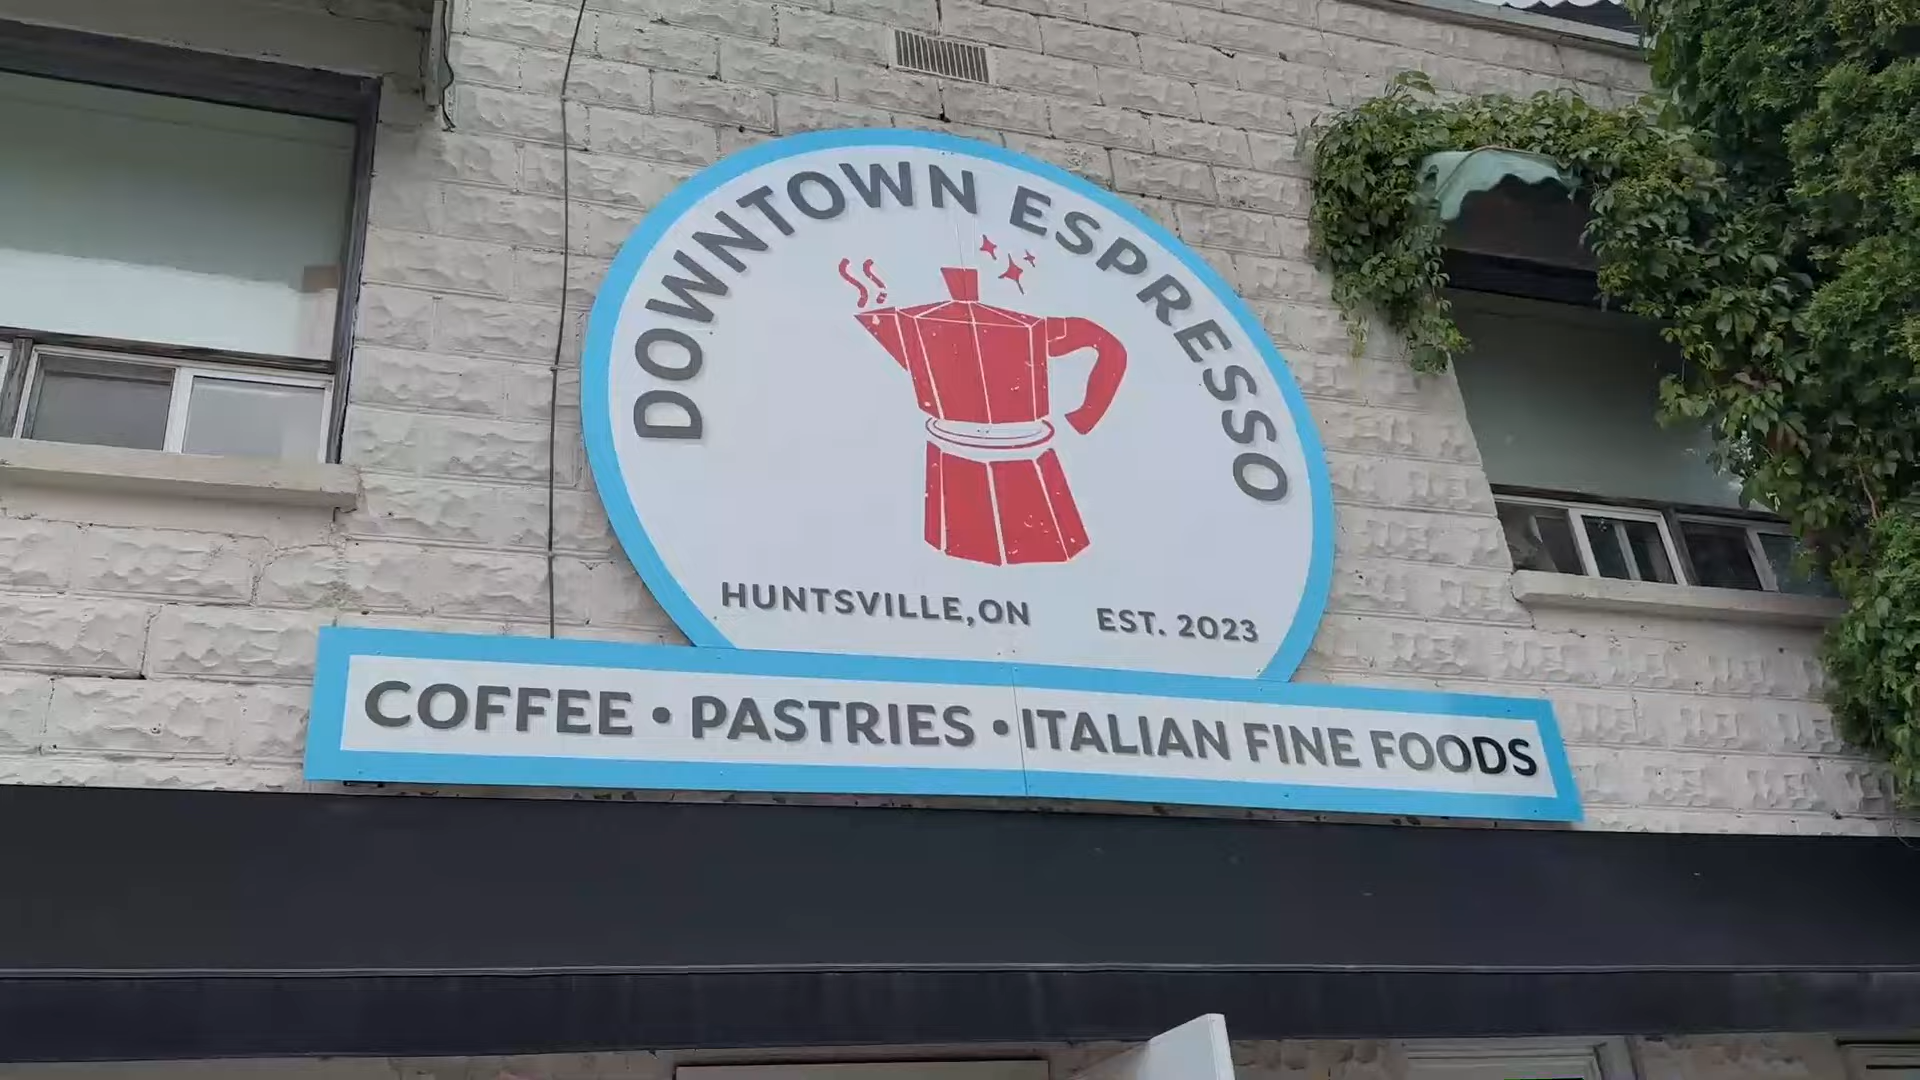 DOWNTOWN ESPRESSO
HUNTSVILLE, ON EST. 2023
COFFEE • PASTRIES • ITALIAN FINE FOODS